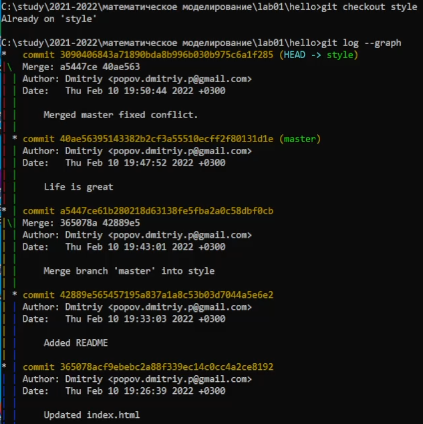 C:\study\2021-2022\математическое моделирование\lab01\hello>git checkout style
Already on 'style'
C:\study\2021-2022\математическое моделирование\lab01\hello>git log --graph
*   commit 3090406843a71890bda8b996b030b975c6a1f285 (HEAD -> style)
|\  Merge: a5447ce 40ae563
| | Author: Dmitriy <popov.dmitriy.p@gmail.com>
| | Date:   Thu Feb 10 19:50:44 2022 +0300
| |
| |     Merged master fixed conflict.
| |
| * commit 40ae56395143382b2cf3a55510ecff2f80131d1e (master)
| | Author: Dmitriy <popov.dmitriy.p@gmail.com>
| | Date:   Thu Feb 10 19:47:52 2022 +0300
| |
| |     Life is great
| |
* | commit a5447ce61b280218d63138fe5fba2a0c58dbf0cb
|\| Merge: 365078a 42889e5
| | Author: Dmitriy <popov.dmitriy.p@gmail.com>
| | Date:   Thu Feb 10 19:43:01 2022 +0300
| |
| |     Merge branch 'master' into style
| |
| * commit 42889e565457195a837a1a8c53b03d7044a5e6e2
| | Author: Dmitriy <popov.dmitriy.p@gmail.com>
| | Date:   Thu Feb 10 19:33:03 2022 +0300
| |
| |     Added README
| |
* | commit 365078acf9ebebc2a88f339ec14c0cc4a2ce8192
| | Author: Dmitriy <popov.dmitriy.p@gmail.com>
| | Date:   Thu Feb 10 19:26:39 2022 +0300
| |
| |     Updated index.html